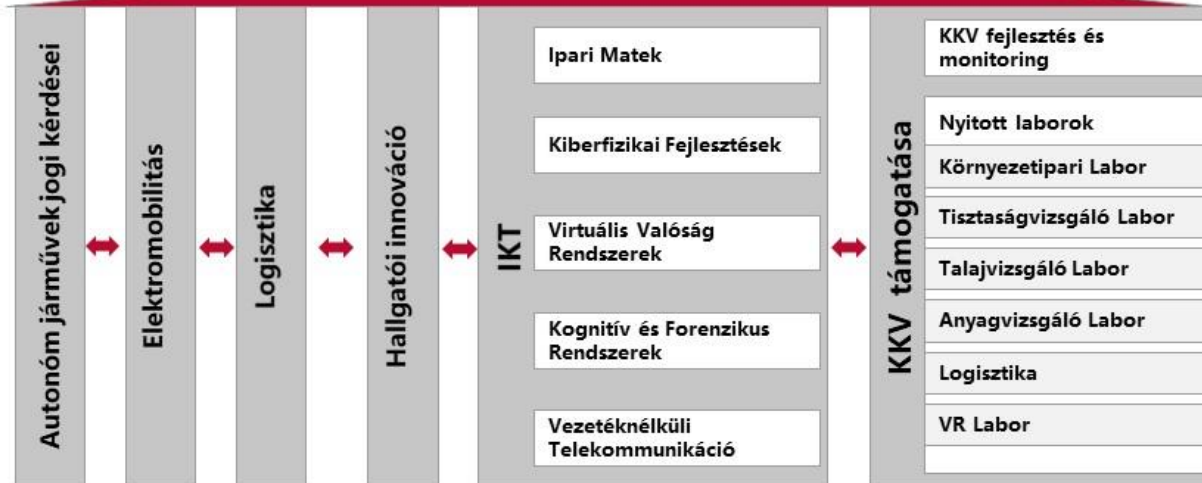 Autonóm járművek jogi kérdései
Elektromobilitás
Logisztika
Hallgatói innováció
IKT
Ipari Matek
Kiberfizikai Fejlesztések
Virtuális Valóság
Rendszerek
Kognitív és Forenzikus
Rendszerek
Vezetéknélküli
Telekommunikáció
KKV támogatása
KKV fejlesztés és
monitoring
Nyitott laborok
Környezetipari Labor
Tisztaságvizsgáló Labor
Talajvizsgáló Labor
Anyagvizsgáló Labor
Logisztika
VR Labor